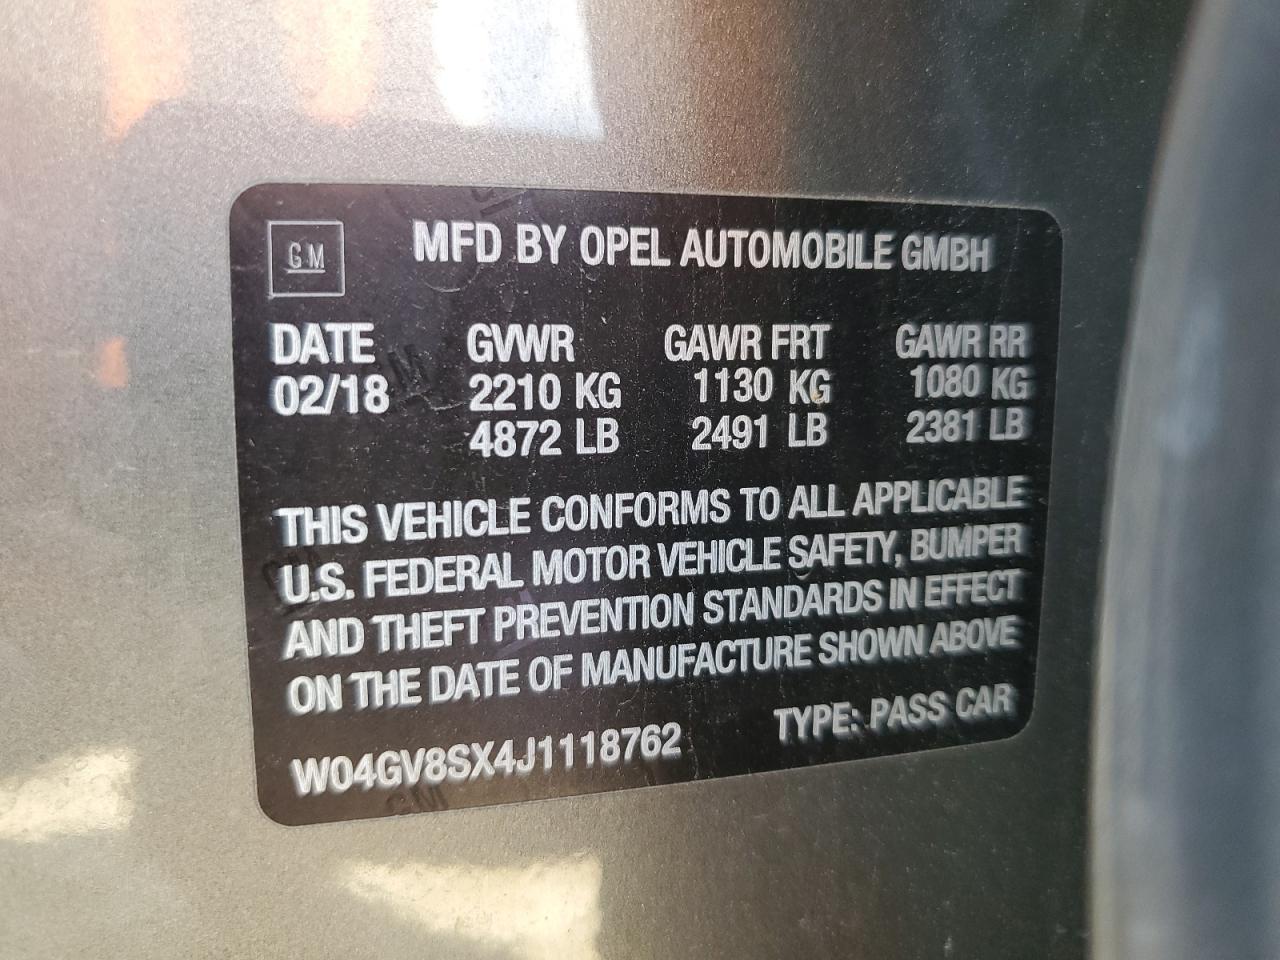 GM
MFD BY OPEL AUTOMOBILE GMBH
DATE GVWR GAWR FRT GAWR RR
02/18 2210 KG 1130 KG 1080 KG
4872 LB 2491 LB 2381 LB
THIS VEHICLE CONFORMS TO ALL APPLICABLE
U.S. FEDERAL MOTOR VEHICLE SAFETY, BUMPER
AND THEFT PREVENTION STANDARDS IN EFFECT
ON THE DATE OF MANUFACTURE SHOWN ABOVE
W04GV8SX4J1118762 TYPE: PASS CAR